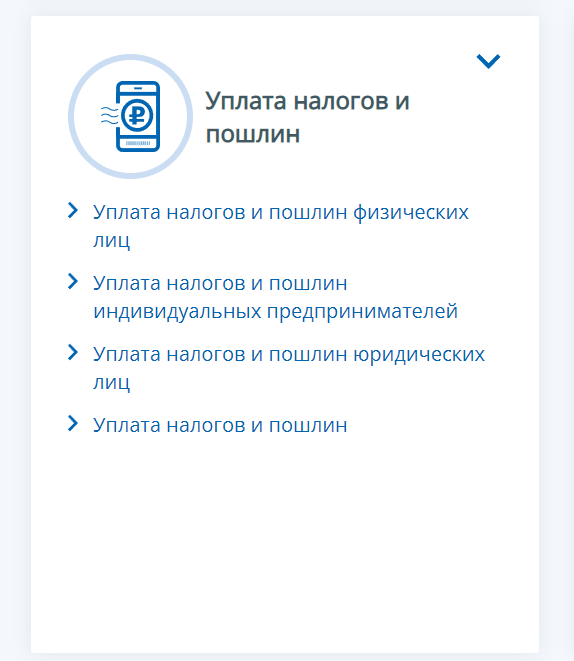 Уплата налогов и
пошлин
Уплата налогов и пошлин физических
лиц
Уплата налогов и пошлин
индивидуальных предпринимателей
Уплата налогов и пошлин юридических
лиц
Уплата налогов и пошлин